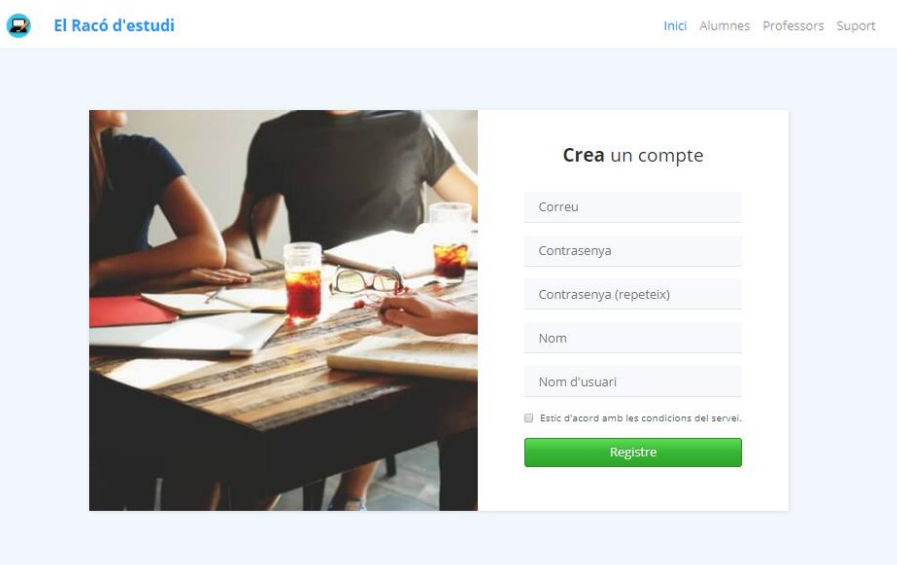 El Racó d'estudi
Inici Alumnes Professors Suport
Crea un compte
Correu
Contrasenya
Contrasenya (repeteix)
Nom
Nom d'usuari
Estic d'acord amb les condicions del servei.
Registre